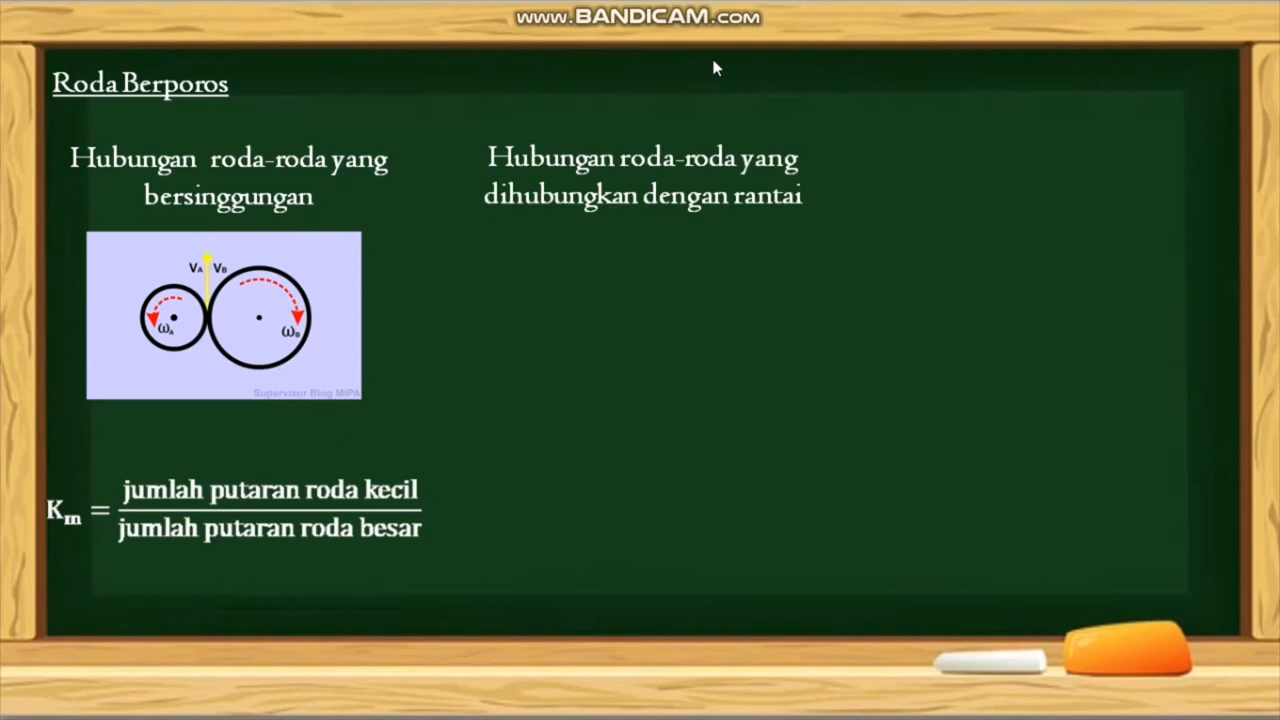 www.BANDICAM.com
Roda Berporos
Hubungan roda-roda yang
bersinggungan
Hubungan roda-roda yang
dihubungkan dengan rantai
VA VB
ωA
ωB
Supervisor Blog MIPA
Km = jumlah putaran roda kecil
jumlah putaran roda besar